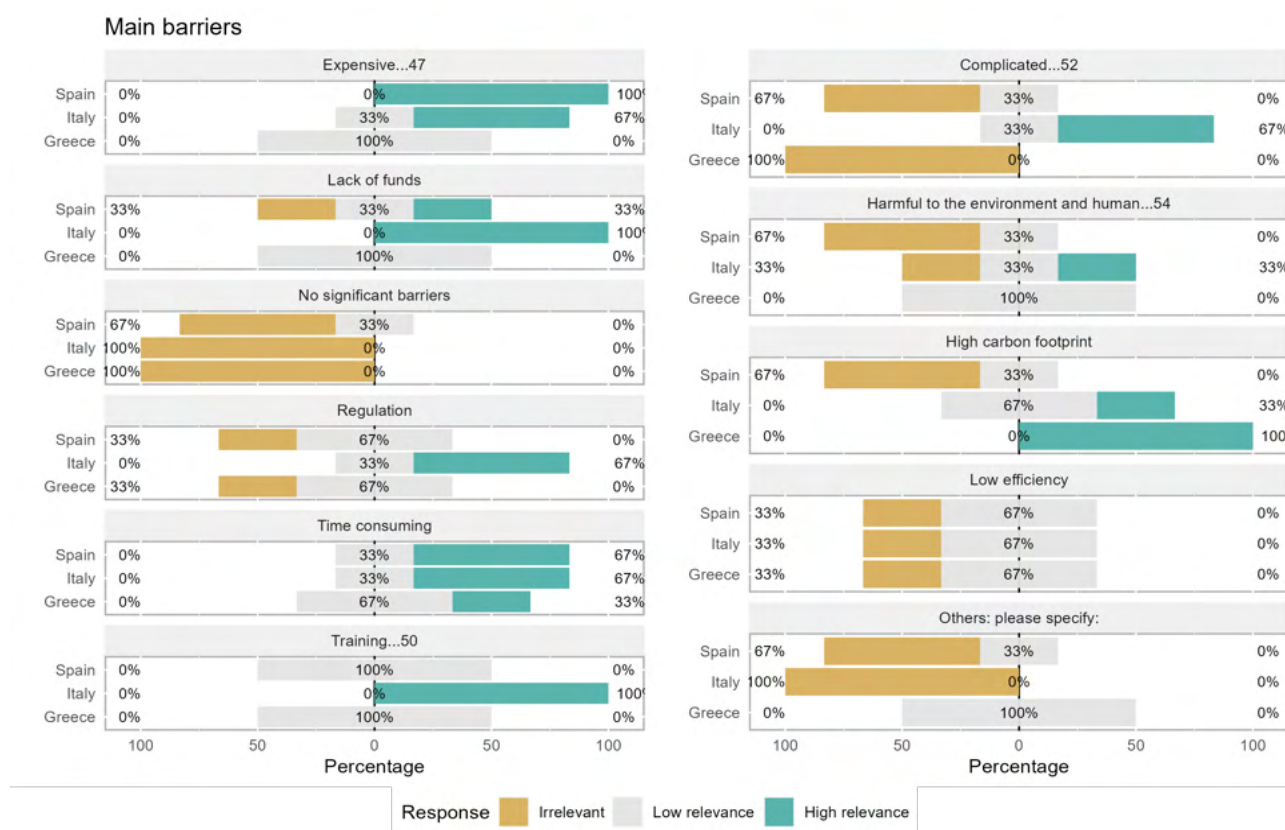 Main barriers
Expensive...47
Spain 0% 0% 100%
Italy 0% 33% 67%
Greece 0% 100% 0%
Lack of funds
Spain 33% 33% 33%
Italy 0% 0% 100%
Greece 0% 100% 0%
No significant barriers
Spain 67% 33% 0%
Italy 100% 0% 0%
Greece 100% 0% 0%
Regulation
Spain 33% 67% 0%
Italy 0% 33% 67%
Greece 33% 67% 0%
Time consuming
Spain 0% 33% 67%
Italy 0% 33% 67%
Greece 0% 67% 33%
Training...50
Spain 0% 100% 0%
Italy 0% 0% 100%
Greece 0% 100% 0%
100 50 0 50 100
Percentage
Complicated...52
Spain 67% 33% 0%
Italy 0% 33% 67%
Greece 100% 0% 0%
Harmful to the environment and human...54
Spain 67% 33% 0%
Italy 33% 33% 33%
Greece 0% 100% 0%
High carbon footprint
Spain 67% 33% 0%
Italy 0% 67% 33%
Greece 0% 0% 100
Low efficiency
Spain 33% 67% 0%
Italy 33% 67% 0%
Greece 33% 67% 0%
Others: please specify:
Spain 67% 33% 0%
Italy 100% 0% 0%
Greece 0% 100% 0%
100 50 0 50 100
Percentage
Response Irrelevant Low relevance High relevance